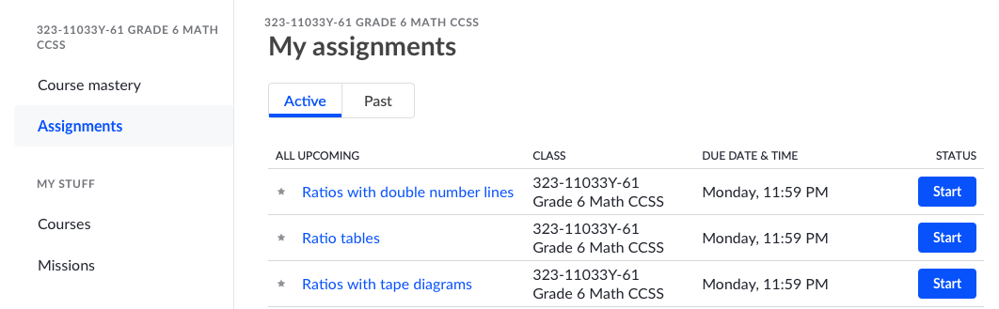 323-11033Y-61 GRADE 6 MATH
CCSS
Course mastery
Assignments
MY STUFF
Courses
Missions
323-11033Y-61 GRADE 6 MATH CCSS
My assignments
Active Past
ALL UPCOMING CLASS DUE DATE & TIME STATUS
Ratios with double number lines 323-11033Y-61 Grade 6 Math CCSS Monday, 11:59 PM Start
Ratio tables 323-11033Y-61 Grade 6 Math CCSS Monday, 11:59 PM Start
Ratios with tape diagrams 323-11033Y-61 Grade 6 Math CCSS Monday, 11:59 PM Start